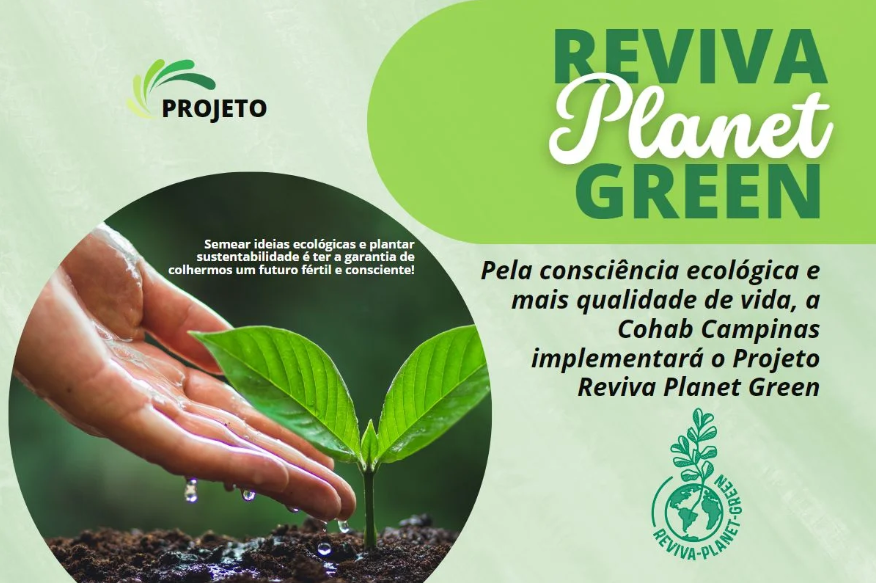 PROJETO
REVIVA
Planet
GREEN
Semear ideias ecológicas e plantar
sustentabilidade é ter a garantia de
colhermos um futuro fértil e consciente!
Pela consciência ecológica e
mais qualidade de vida, a
Cohab Campinas
implementará o Projeto
Reviva Planet Green
REVIVA-PLANET-GREEN